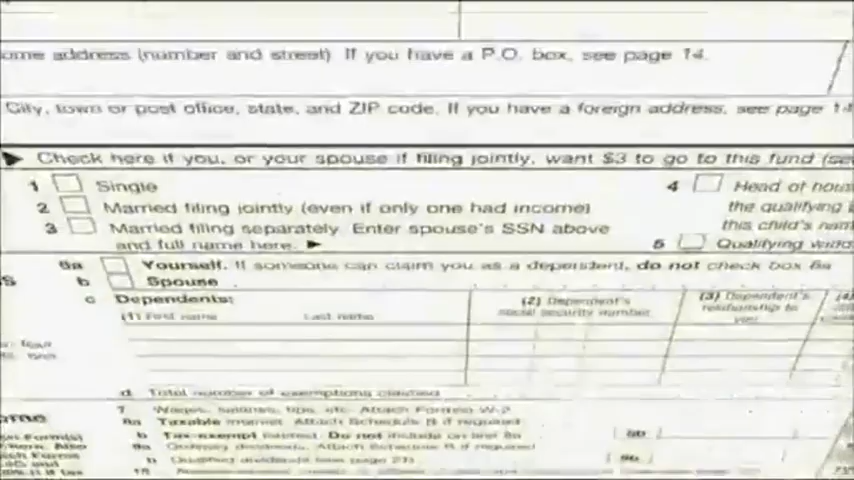 ome address (number and street) If you have a P.O. box, see page 14.
City, town or post office, state, and ZIP code. If you have a foreign address, see page 14
Check here if you, or your spouse if filing jointly, want $3 to go to this fund (se
1 Single
2 Married filing jointly (even if only one had income)
3 Married filing separately Enter spouse's SSN above
and full name here. ▶
4 Head of hous
the qualifying
this child's nam
5 Qualifying wido
6a Yourself. If someone can claim you as a dependent, do not check box 6a
b Spouse
c Dependents:
(1) First name Last name
(2) Dependent's
social security number
(3) Dependent's
relationship to
you
(4)
d Total number of exemptions claimed
ome
7 Wages, salaries, tips, etc. Attach Form(s) W-2
8a Taxable interest. Attach Schedule B if required
b Tax-exempt interest. Do not include on line 8a
8b
9a Ordinary dividends. Attach Schedule B if required
b Qualified dividends (see page 21)
9b
10